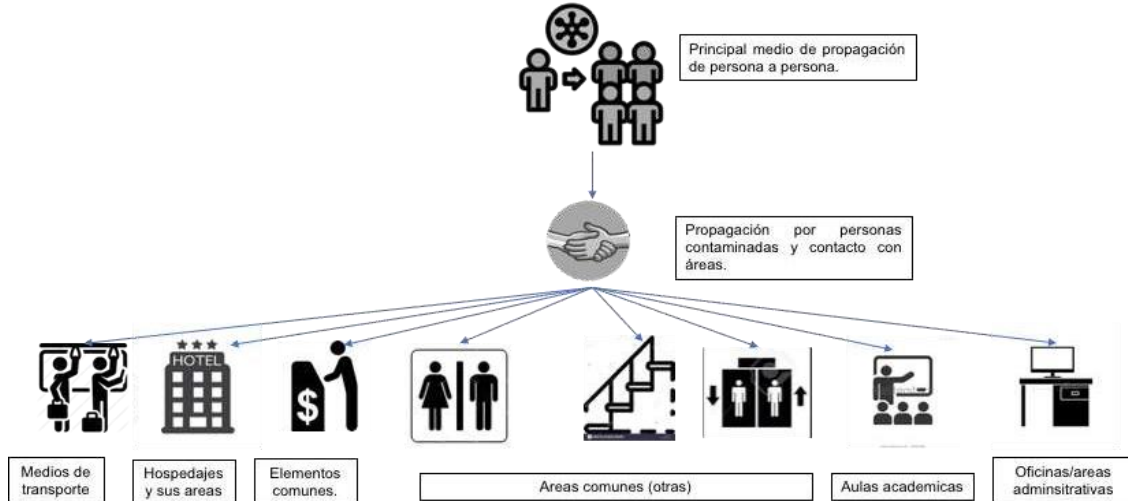 Principal medio de propagación
de persona a persona.
Propagación por personas
contaminadas y contacto con
áreas.
HOTEL
$
Medios de
transporte
Hospedajes
y sus areas
Elementos
comunes.
Areas comunes (otras)
Aulas academicas
Oficinas/areas
adminsitrativas